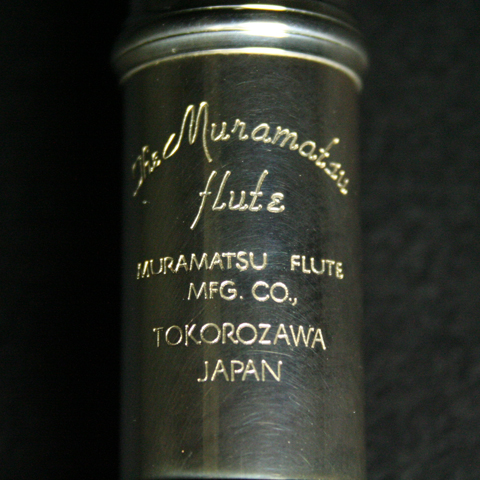 The Muramatsu
flute
MURAMATSU FLUTE
MFG. CO.,
TOKOROZAWA
JAPAN